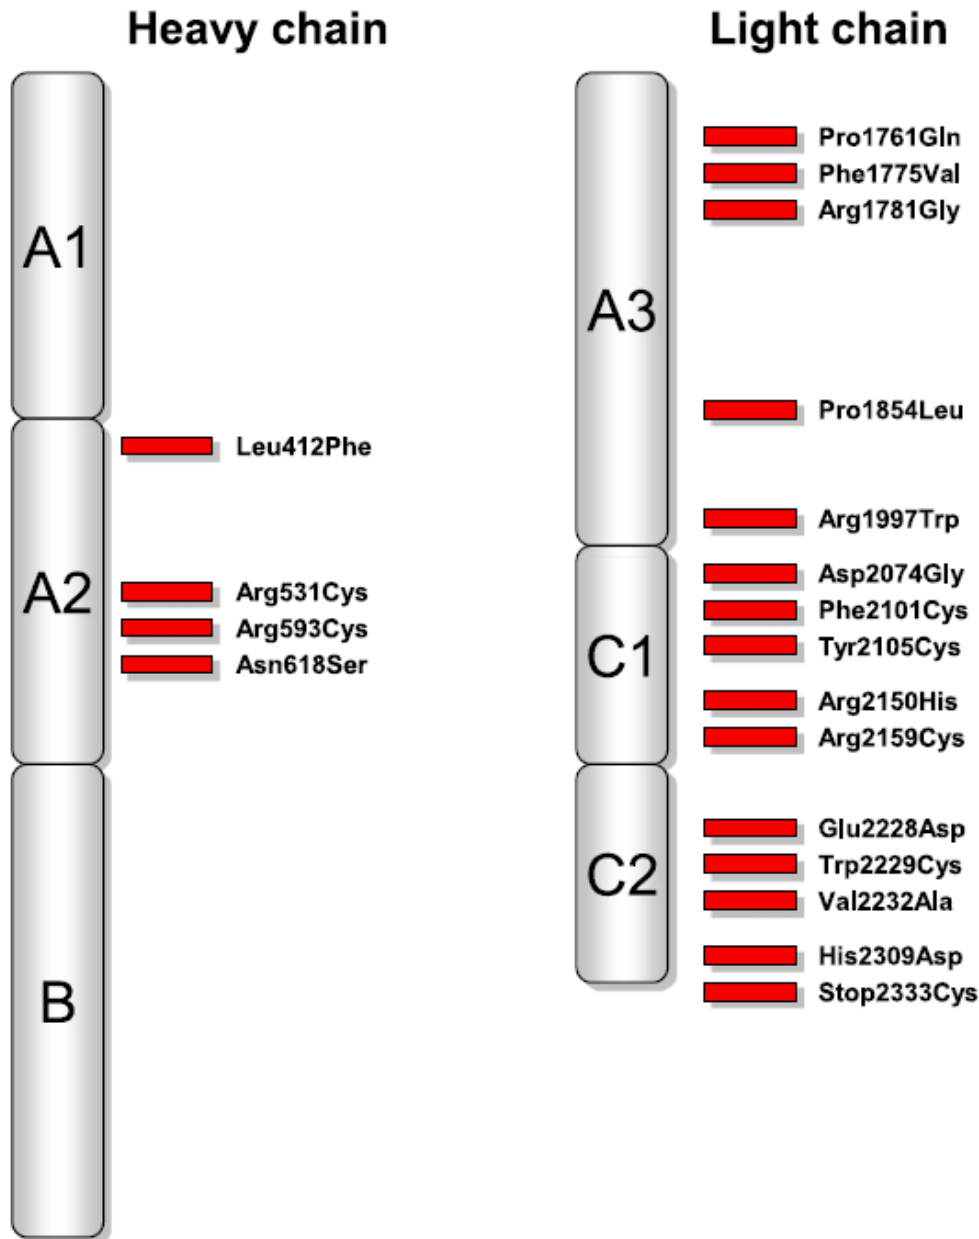 Heavy chain
A1
A2
B
Leu412Phe
Arg531Cys
Arg593Cys
Asn618Ser
Light chain
A3
C1
C2
Pro1761Gln
Phe1775Val
Arg1781Gly
Pro1854Leu
Arg1997Trp
Asp2074Gly
Phe2101Cys
Tyr2105Cys
Arg2150His
Arg2159Cys
Glu2228Asp
Trp2229Cys
Val2232Ala
His2309Asp
Stop2333Cys